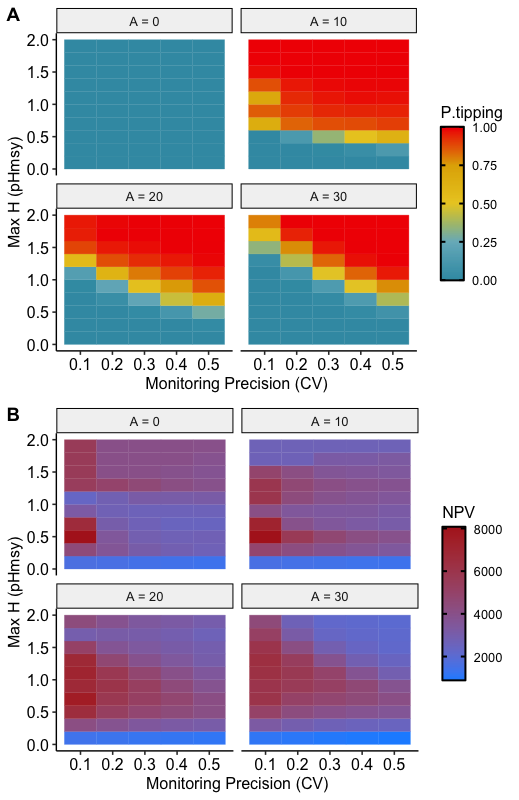 A
A = 0
A = 10
2.0
1.5
1.0
0.5
0.0
A = 20
A = 30
2.0
1.5
1.0
0.5
0.0
0.1 0.2 0.3 0.4 0.5
0.1 0.2 0.3 0.4 0.5
Max H (pHmsy)
Monitoring Precision (CV)
P.tipping
1.00
0.75
0.50
0.25
0.00
B
A = 0
A = 10
2.0
1.5
1.0
0.5
0.0
A = 20
A = 30
2.0
1.5
1.0
0.5
0.0
0.1 0.2 0.3 0.4 0.5
0.1 0.2 0.3 0.4 0.5
Max H (pHmsy)
Monitoring Precision (CV)
NPV
8000
6000
4000
2000